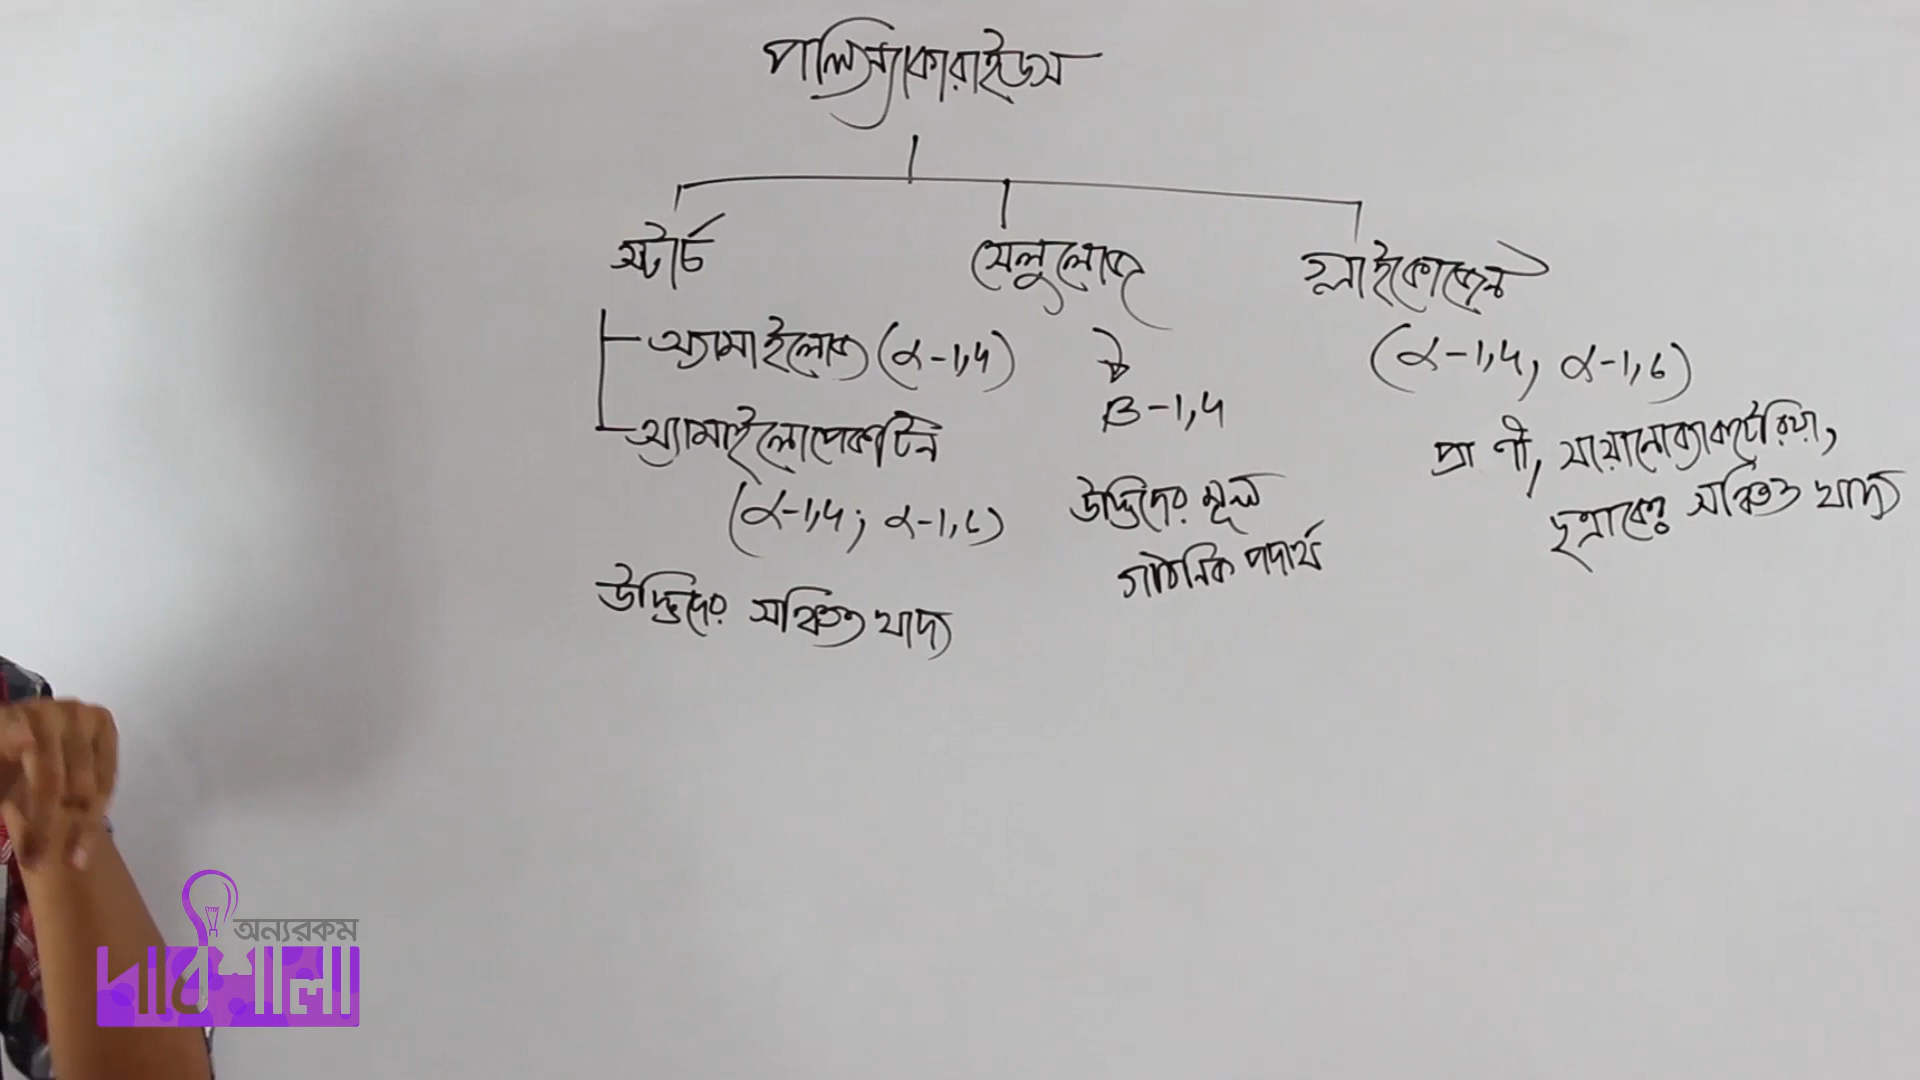 পলিস্যাকারাইডস
স্টার্চ
অ্যামাইলোজ (α-1,4)
অ্যামাইলোপেকটিন
(α-1,4; α-1,6)
উদ্ভিদের সঞ্চিত খাদ্য
সেলুলোজ
β-1,4
উদ্ভিদের মূল
গাঠনিক পদার্থ
গ্লাইকোজেন
(α-1,4, α-1,6)
প্রাণী, সায়ানোব্যাকটেরিয়া,
ছত্রাকের সঞ্চিত খাদ্য
অন্যরকম
পাঠশালা